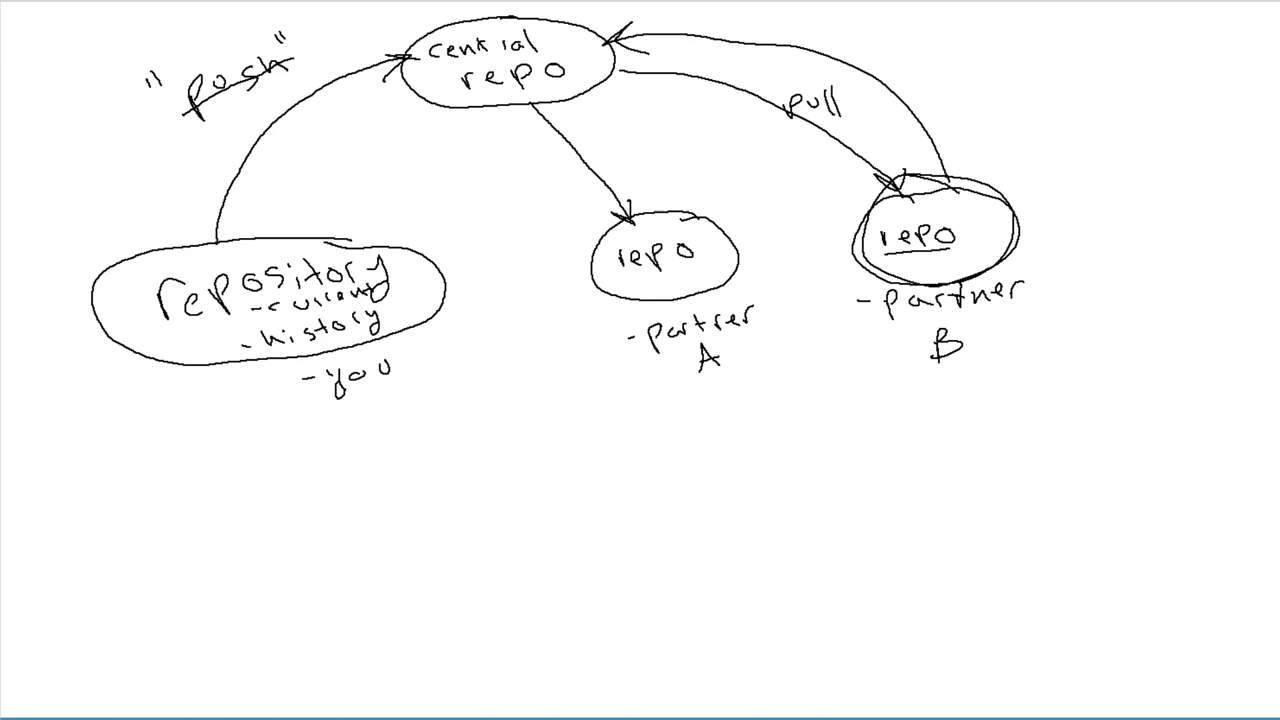 "push"
central
repo
pull
repository
-current
-history
-you
repo
-partner
A
repo
-partner
B